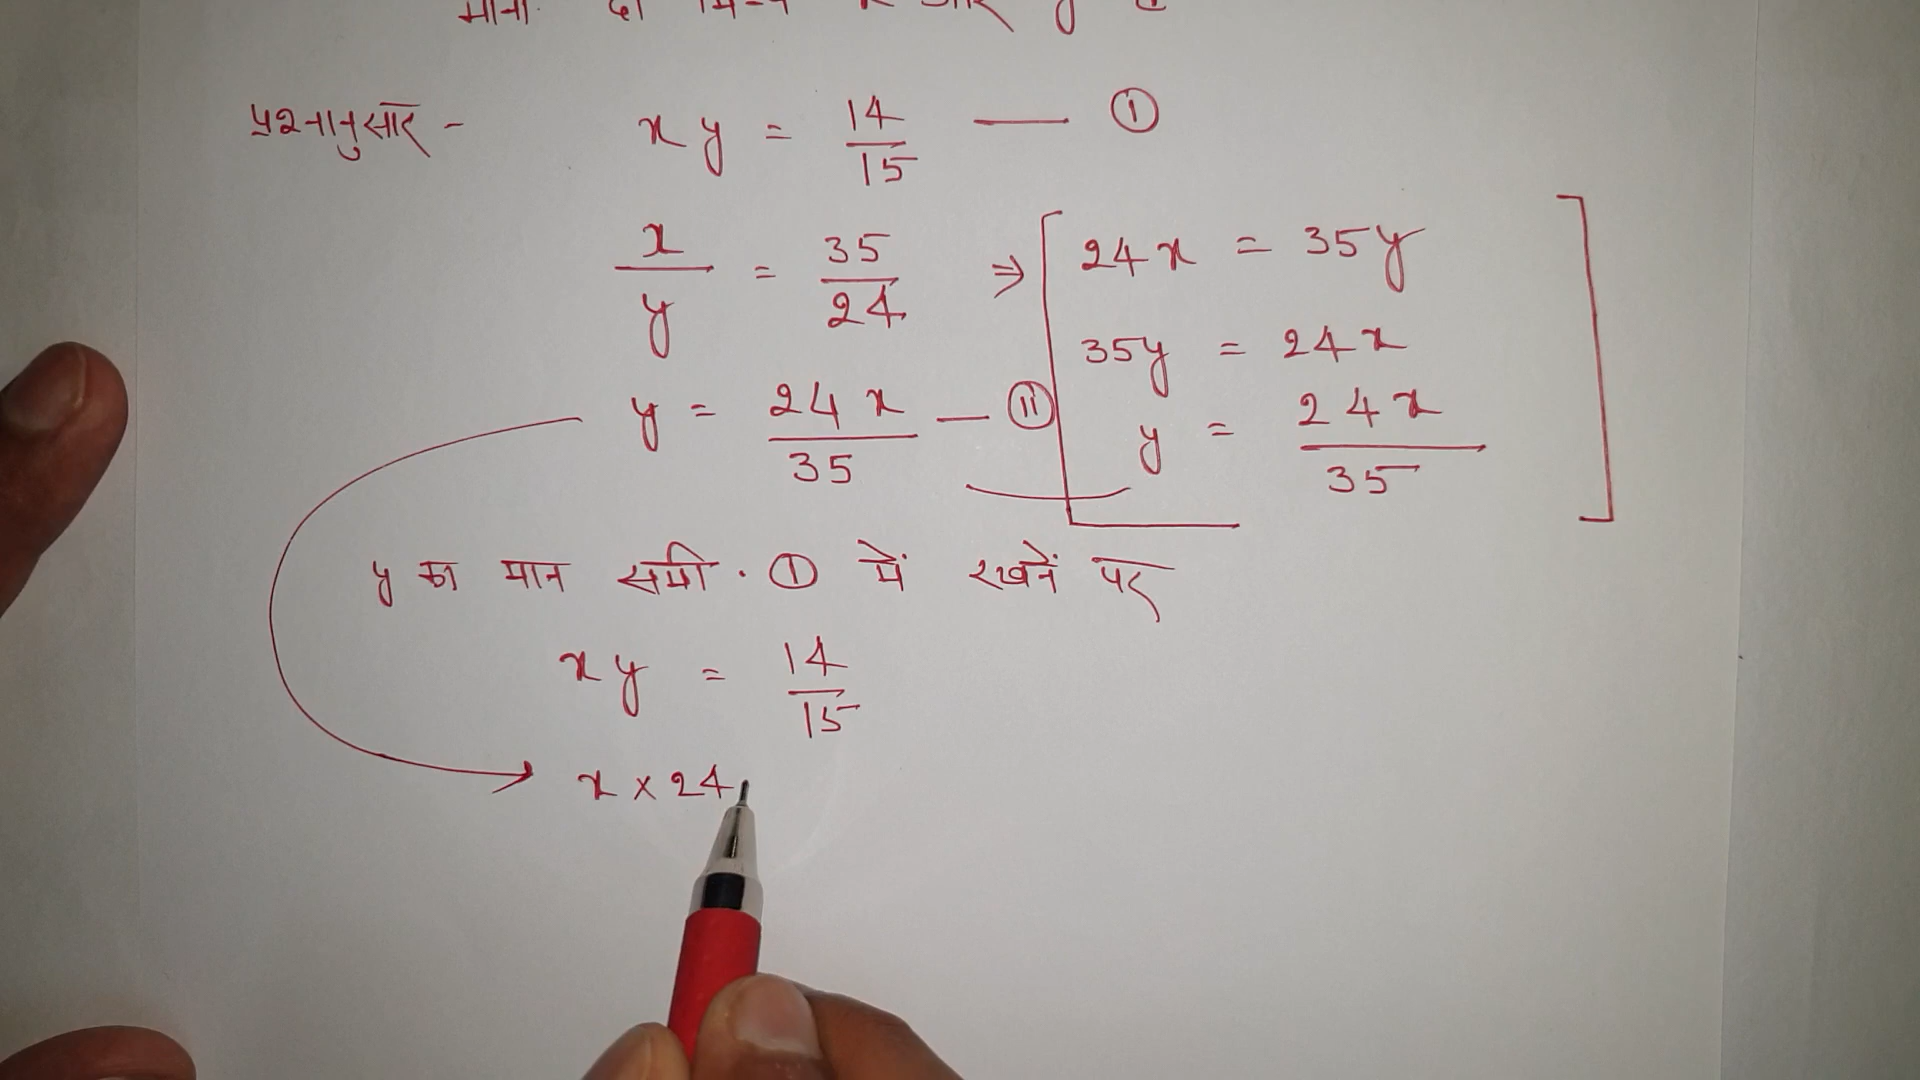 माना दो भिन्न x और y
प्रश्नानुसार - xy = 14/15 — ①
x/y = 35/24 ⇒ [ 24x = 35y
35y = 24x
y = 24x/35 — ⑪ y = 24x/35 ]
y का मान समी. ① में रखनें पर
xy = 14/15
x × 24